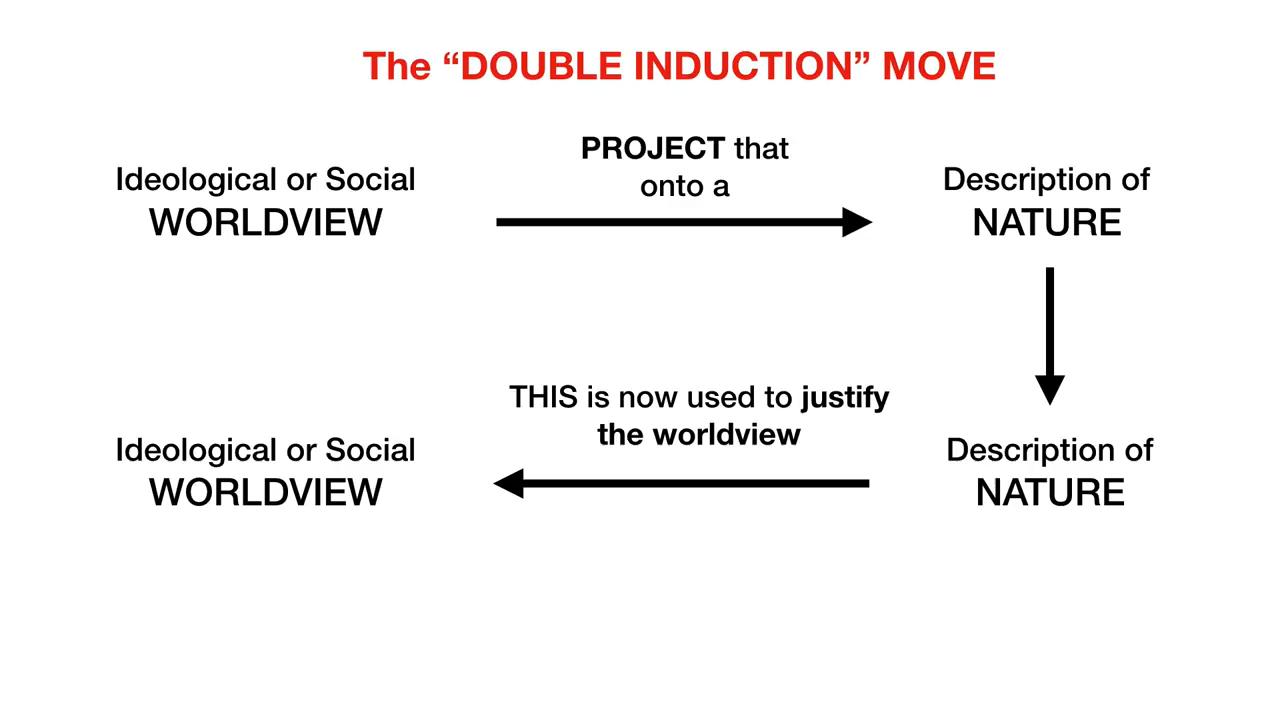 The “DOUBLE INDUCTION” MOVE
PROJECT that
onto a
Ideological or Social
WORLDVIEW
Description of
NATURE
THIS is now used to justify
the worldview
Ideological or Social
WORLDVIEW
Description of
NATURE